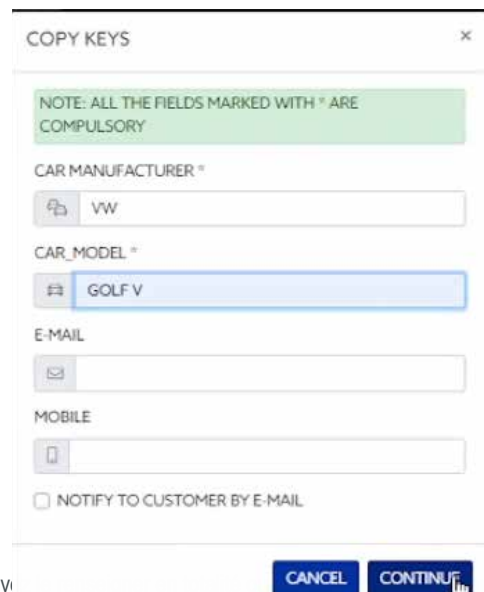 COPY KEYS ×
NOTE: ALL THE FIELDS MARKED WITH * ARE
COMPULSORY
CAR MANUFACTURER *
VW
CAR_MODEL *
GOLF V
E-MAIL
MOBILE
NOTIFY TO CUSTOMER BY E-MAIL
CANCEL CONTINUE